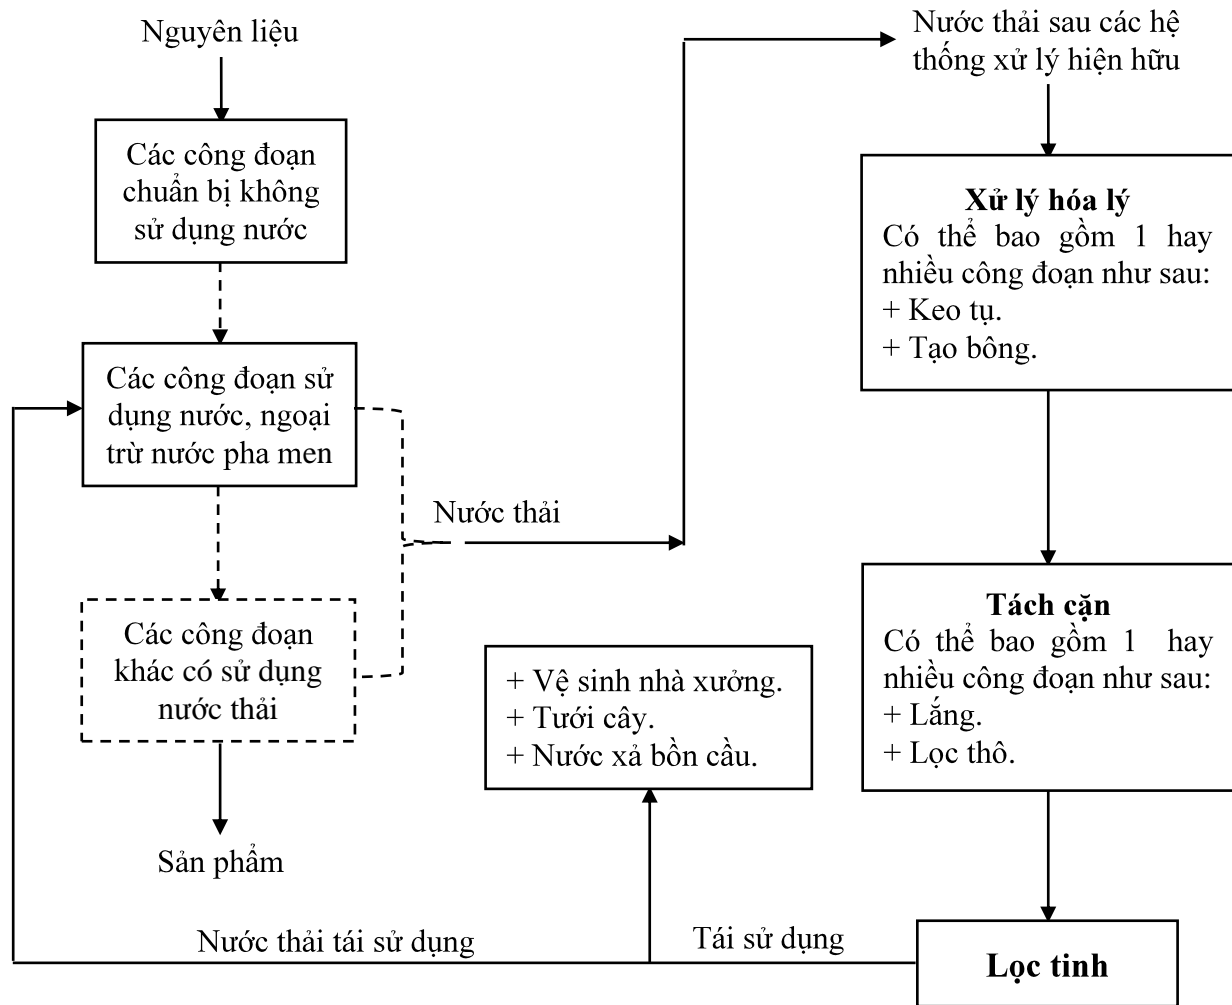 Nguyên liệu
Các công đoạn
chuẩn bị không
sử dụng nước
Các công đoạn sử
dụng nước, ngoại
trừ nước pha men
Các công đoạn
khác có sử dụng
nước thải
Sản phẩm
Nước thải
Nước thải sau các hệ
thống xử lý hiện hữu
Xử lý hóa lý
Có thể bao gồm 1 hay
nhiều công đoạn như sau:
+ Keo tụ.
+ Tạo bông.
Tách cặn
Có thể bao gồm 1 hay
nhiều công đoạn như sau:
+ Lắng.
+ Lọc thô.
Lọc tinh
Tái sử dụng
+ Vệ sinh nhà xưởng.
+ Tưới cây.
+ Nước xả bồn cầu.
Nước thải tái sử dụng